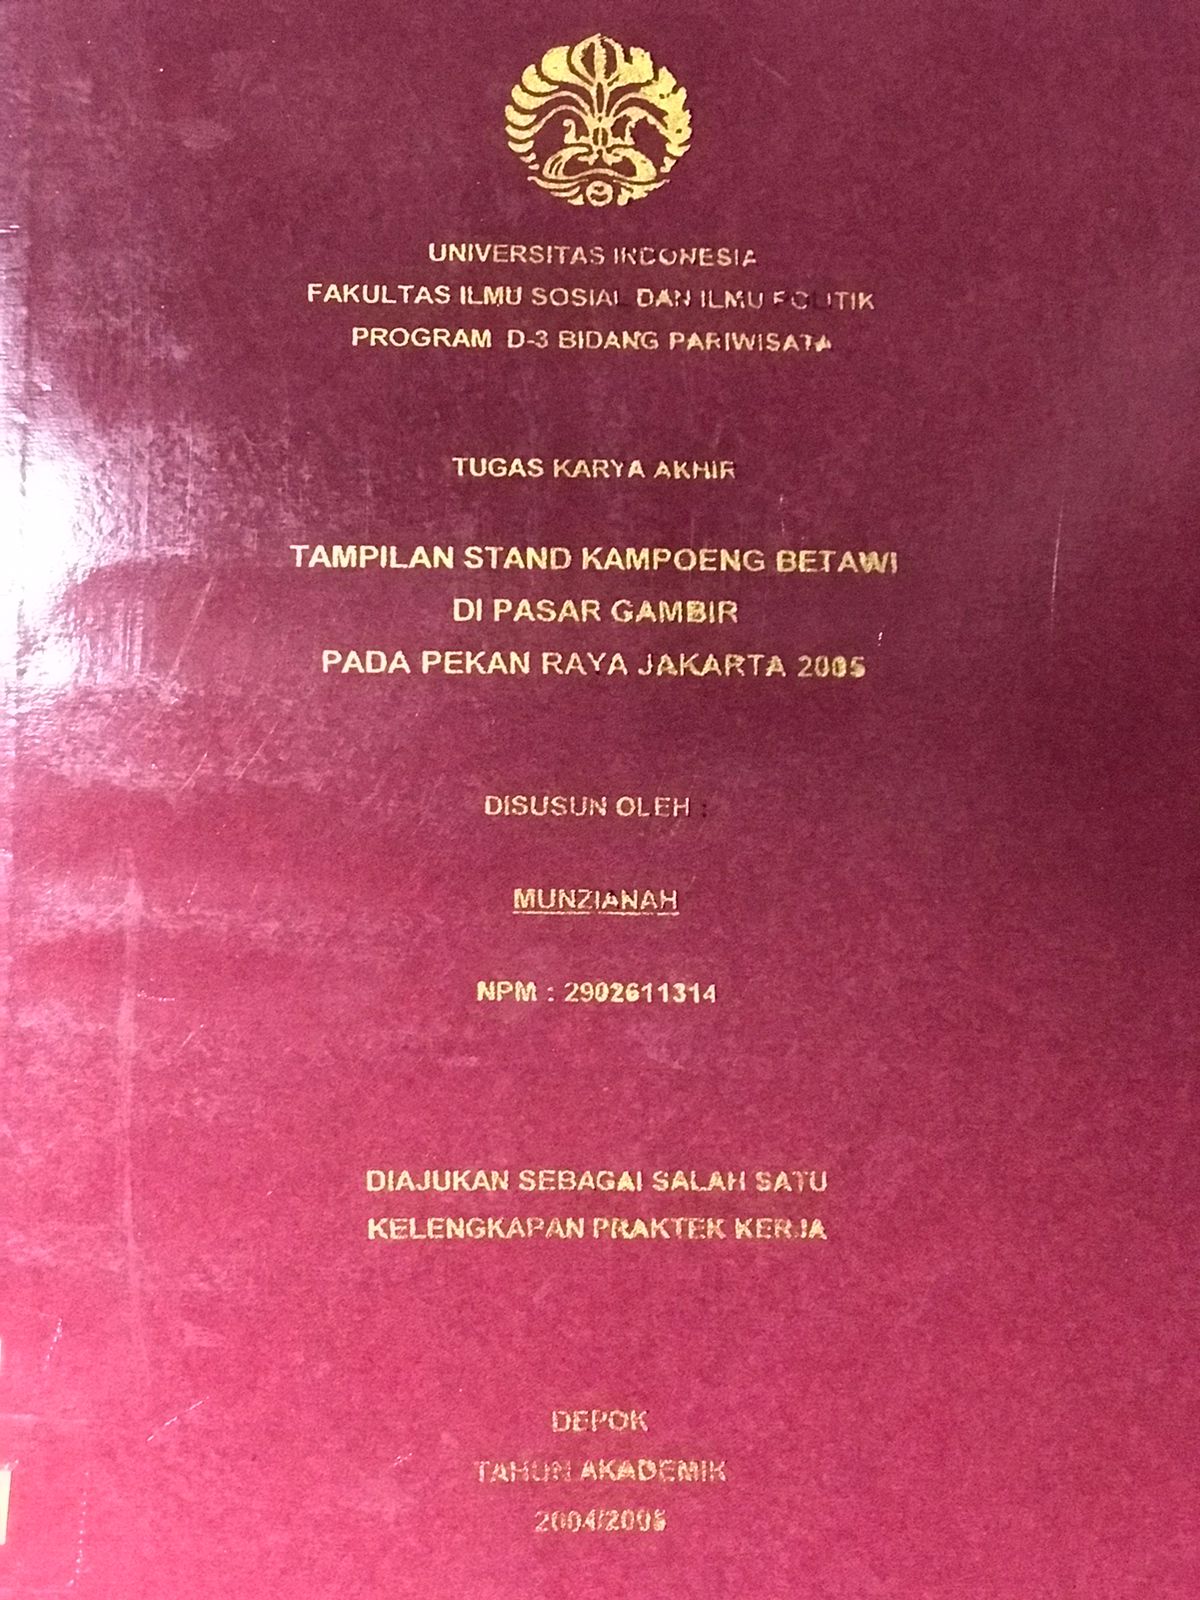 UNIVERSITAS INDONESIA
FAKULTAS ILMU SOSIAL DAN ILMU POLITIK
PROGRAM D-3 BIDANG PARIWISATA
TUGAS KARYA AKHIR
TAMPILAN STAND KAMPOENG BETAWI
DI PASAR GAMBIR
PADA PEKAN RAYA JAKARTA 2005
DISUSUN OLEH :
MUNZIANAH
NPM : 2902611314
DIAJUKAN SEBAGAI SALAH SATU
KELENGKAPAN PRAKTEK KERJA
DEPOK
TAHUN AKADEMIK
2004/2005